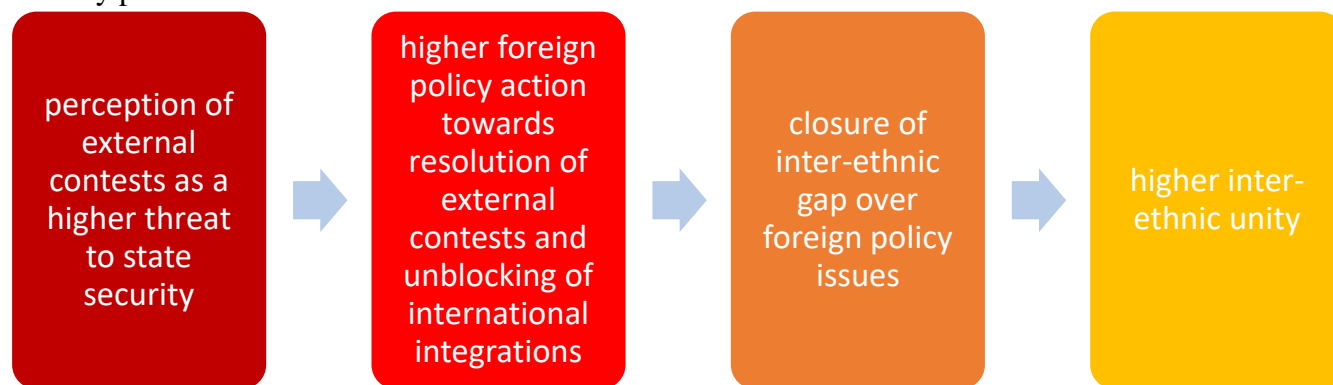 perception of
external
contests as a
higher threat
to state
security
higher foreign
policy action
towards
resolution of
external
contests and
unblocking of
international
integrations
closure of
inter-ethnic
gap over
foreign policy
issues
higher inter-
ethnic unity